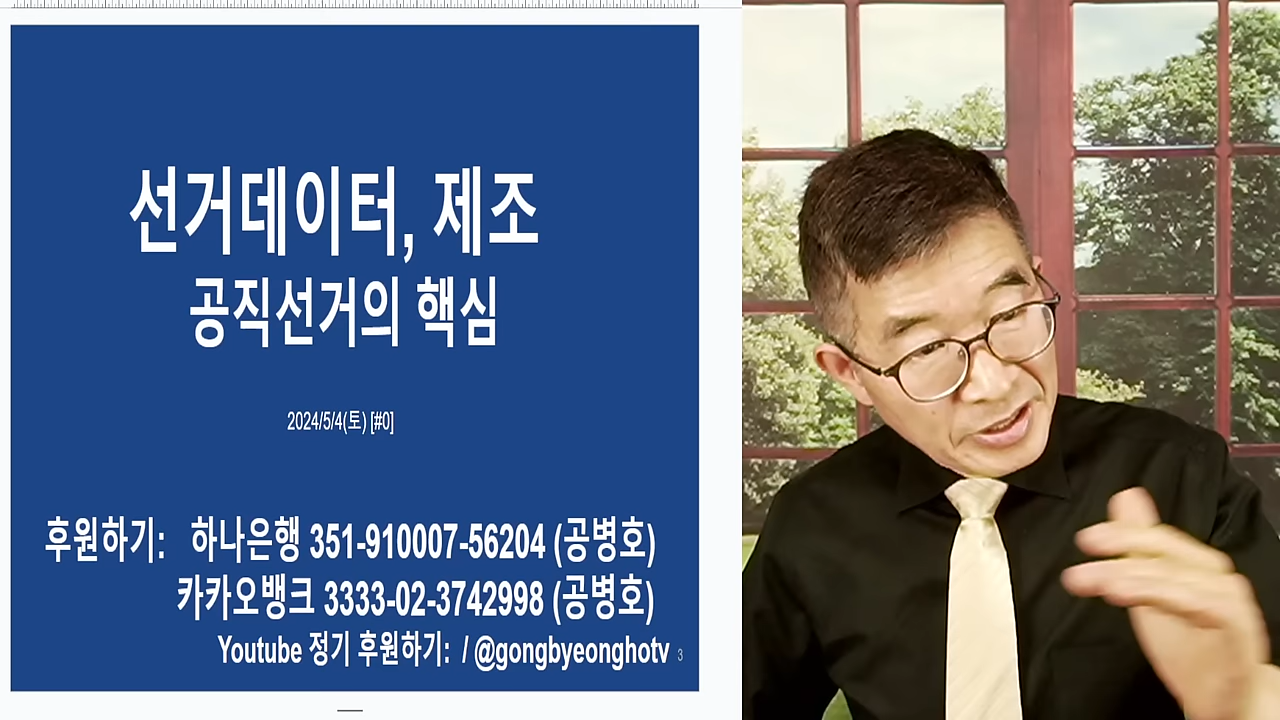 선거데이터, 제조
공직선거의 핵심
2024/5/4(토) [#0]
후원하기: 하나은행 351-910007-56204 (공병호)
카카오뱅크 3333-02-3742998 (공병호)
Youtube 정기 후원하기: / @gongbyeonghotv
3